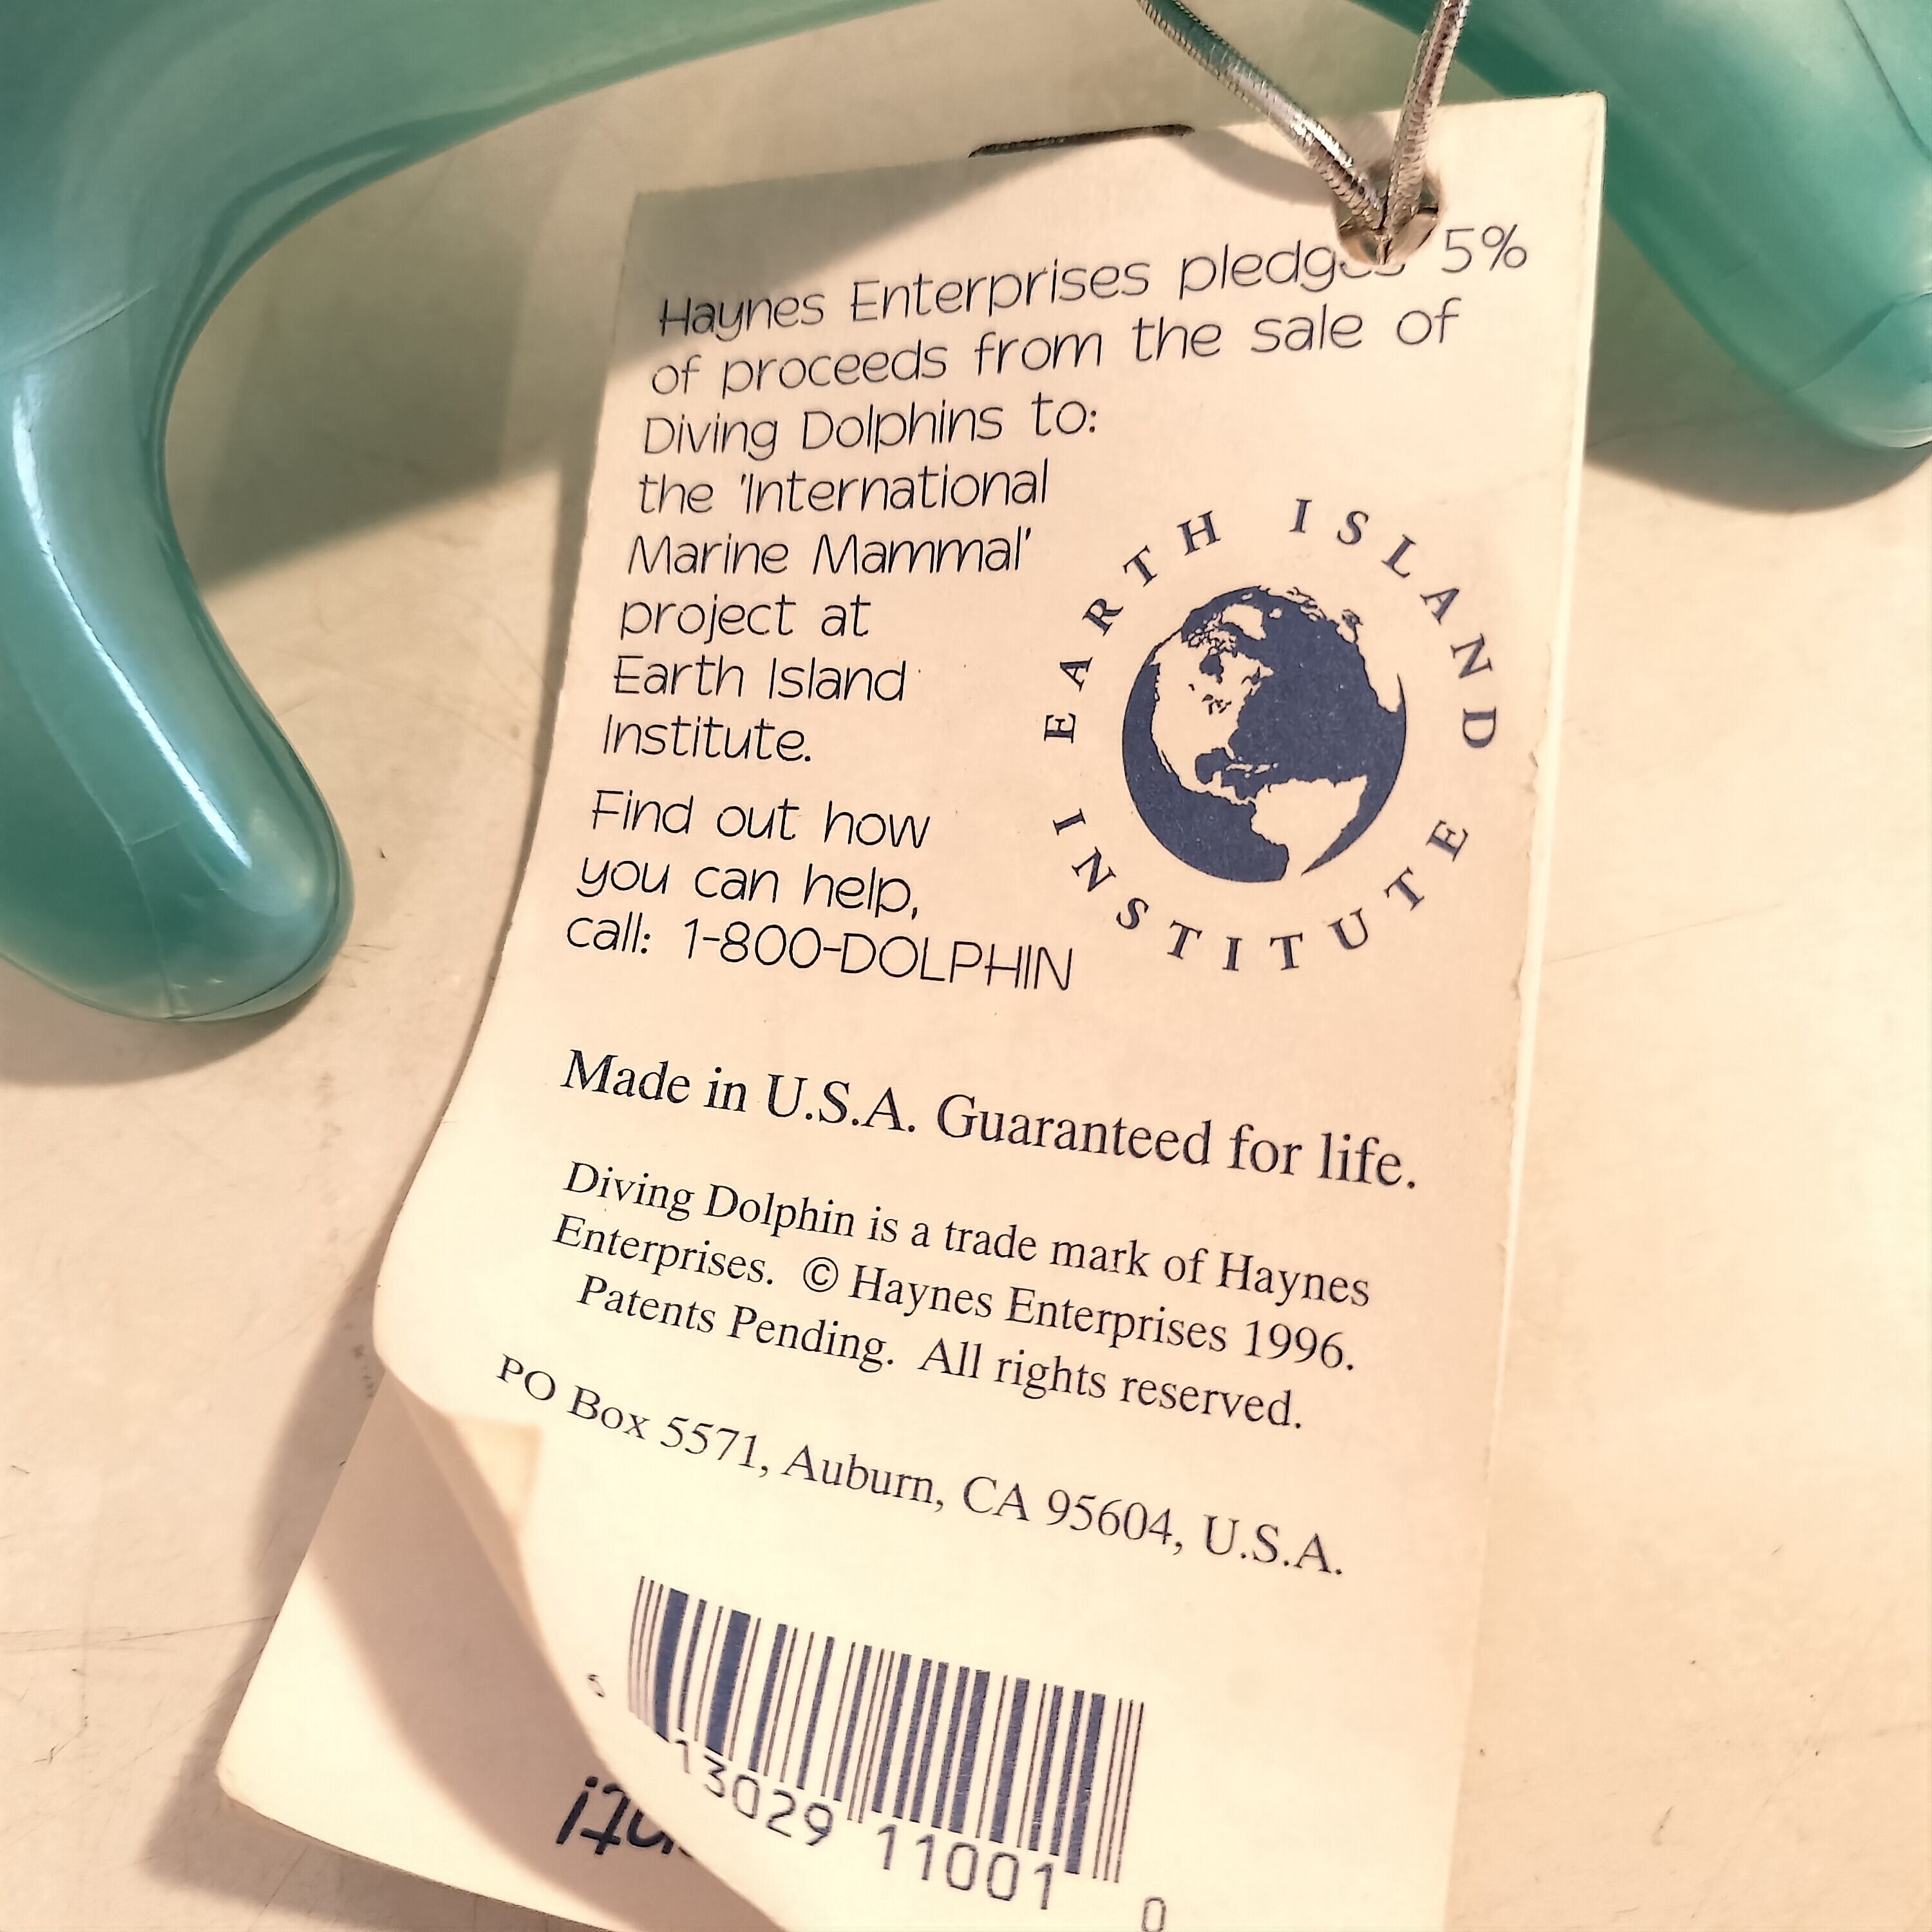 Haynes Enterprises pledges 5%
of proceeds from the sale of
Diving Dolphins to:
the 'International
Marine Mammal'
project at
Earth Island
Institute.
EARTH ISLAND
INSTITUTE
Find out how
you can help,
call: 1-800-DOLPHIN
Made in U.S.A. Guaranteed for life.
Diving Dolphin is a trade mark of Haynes
Enterprises. © Haynes Enterprises 1996.
Patents Pending. All rights reserved.
PO Box 5571, Auburn, CA 95604, U.S.A.
13029 11001 0